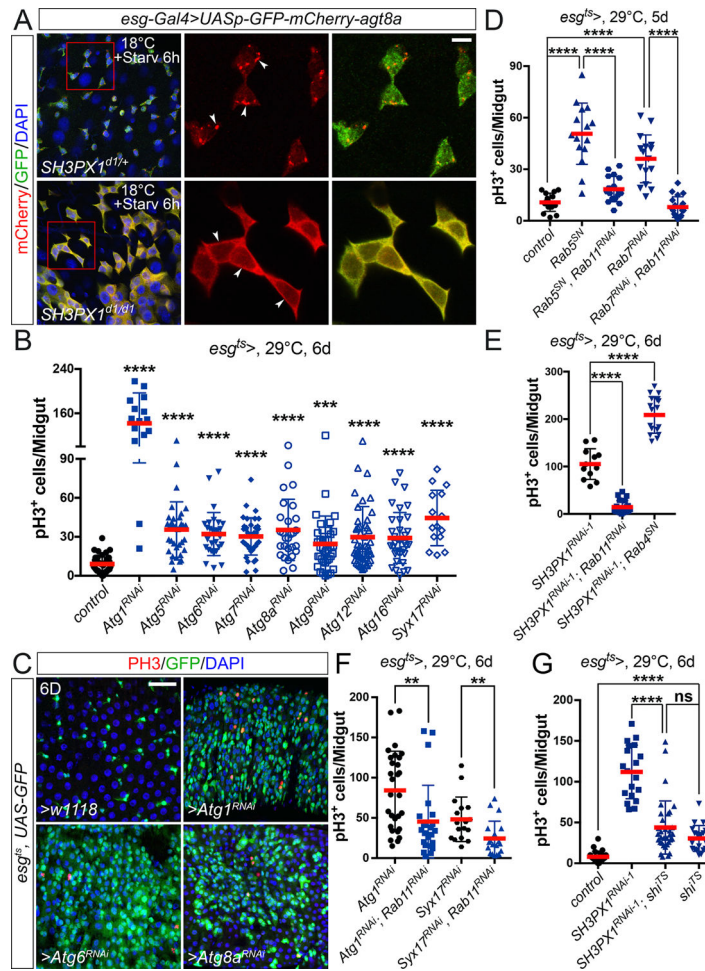 A
esg-Gal4>UASp-GFP-mCherry-agt8a
mCherry/GFP/DAPI
18°C
+Starv 6h
SH3PX1d1/+
18°C
+Starv 6h
SH3PX1d1/d1
B
esgts>, 29°C, 6d
pH3+ cells/Midgut
240
160
90
60
30
0
****
****
****
****
****
***
****
****
****
control
Atg1RNAi
Atg5RNAi
Atg6RNAi
Atg7RNAi
Atg8aRNAi
Atg9RNAi
Atg12RNAi
Atg16RNAi
Syx17RNAi
C
PH3/GFP/DAPI
esgts, UAS-GFP
6D
>w1118
>Atg1RNAi
>Atg6RNAi
>Atg8aRNAi
D
esgts>, 29°C, 5d
pH3+ cells/Midgut
90
60
30
0
****
****
****
****
****
control
Rab5SN
Rab5SN, Rab11RNAi
Rab7RNAi
Rab7RNAi, Rab11RNAi
E
esgts>, 29°C, 6d
pH3+ cells/Midgut
300
200
100
0
****
****
SH3PX1RNAi-1
SH3PX1RNAi-1; Rab11RNAi
SH3PX1RNAi-1; Rab4SN
F
esgts>, 29°C, 6d
pH3+ cells/Midgut
200
150
100
50
0
**
**
Atg1RNAi
Atg1RNAi; Rab11RNAi
Syx17RNAi
Syx17RNAi, Rab11RNAi
G
esgts>, 29°C, 6d
pH3+ cells/Midgut
200
150
100
50
0
****
****
ns
control
SH3PX1RNAi-1
SH3PX1RNAi-1; shiTS
shiTS